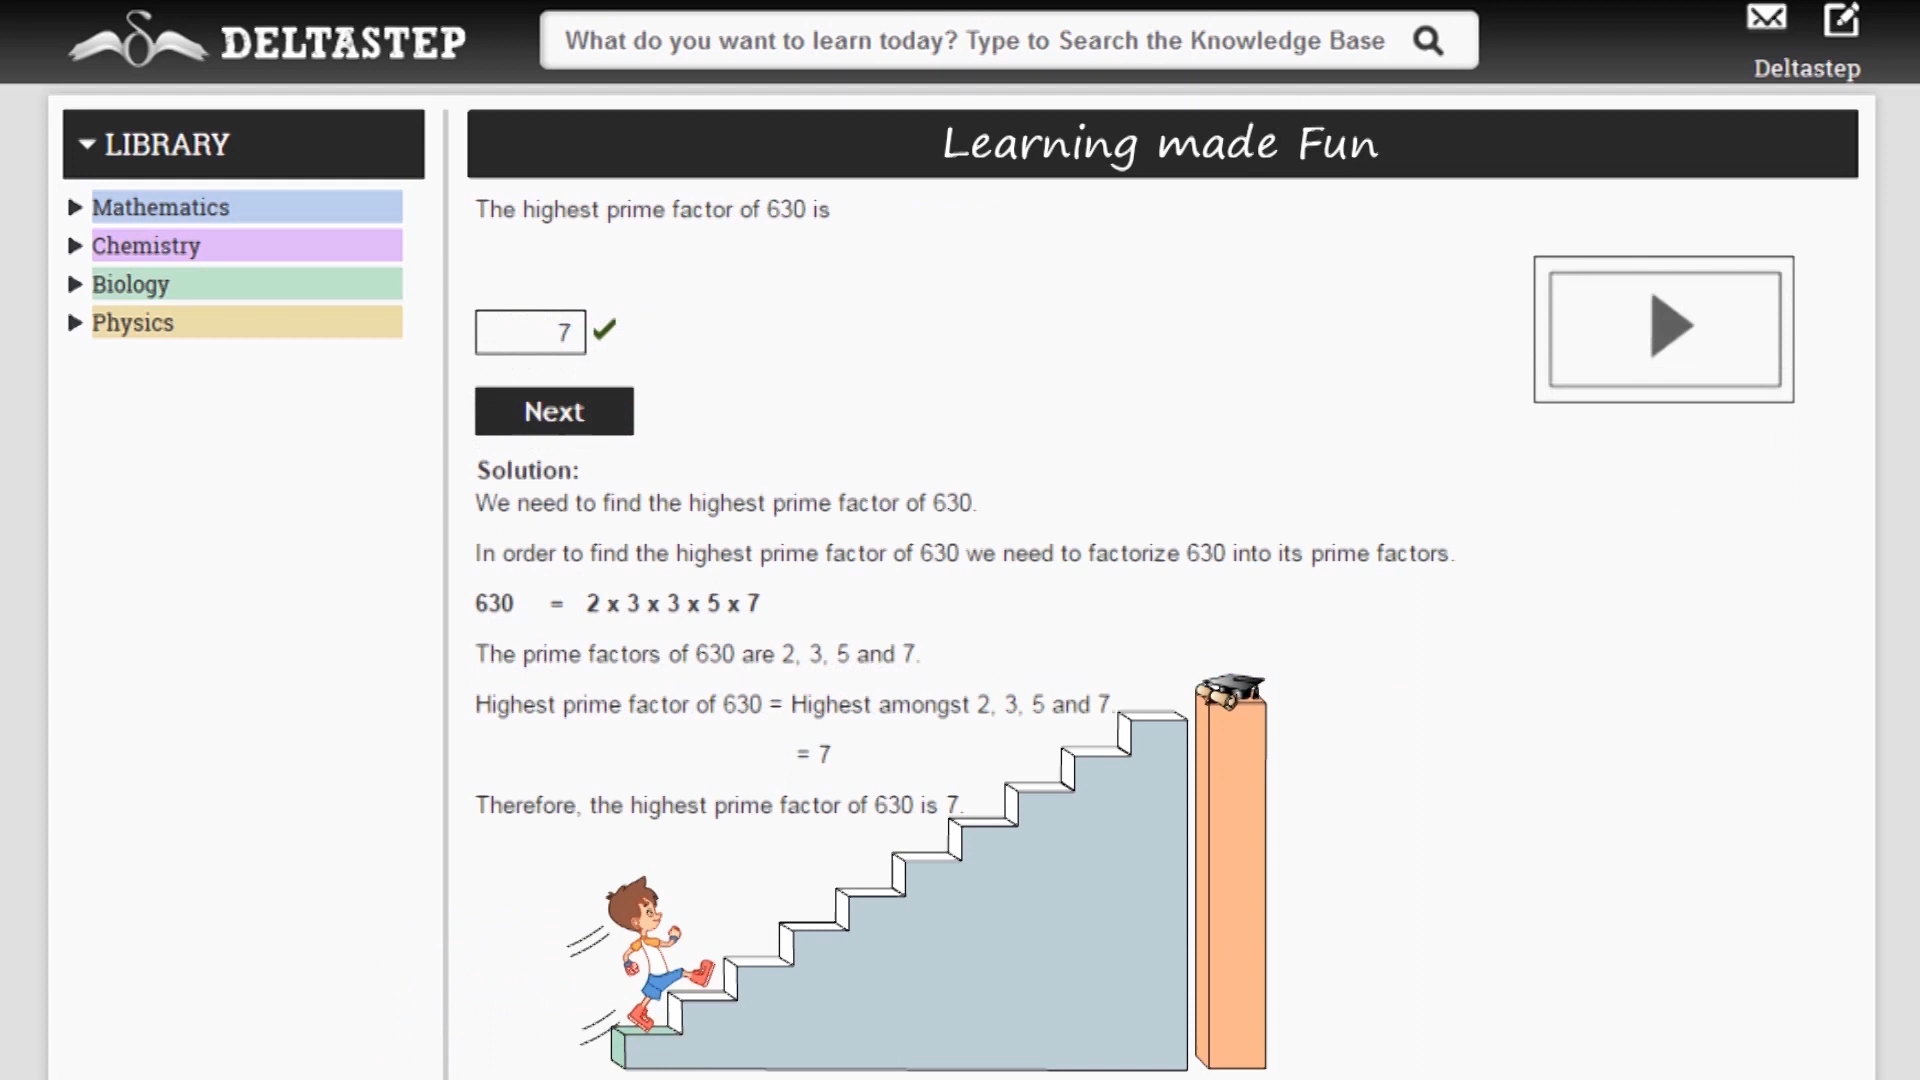 DELTASTEP
What do you want to learn today? Type to Search the Knowledge Base
Deltastep
LIBRARY
Mathematics
Chemistry
Biology
Physics
Learning made Fun
The highest prime factor of 630 is
7
Next
Solution:
We need to find the highest prime factor of 630.
In order to find the highest prime factor of 630 we need to factorize 630 into its prime factors.
630 = 2 x 3 x 3 x 5 x 7
The prime factors of 630 are 2, 3, 5 and 7.
Highest prime factor of 630 = Highest amongst 2, 3, 5 and 7.
= 7
Therefore, the highest prime factor of 630 is 7.